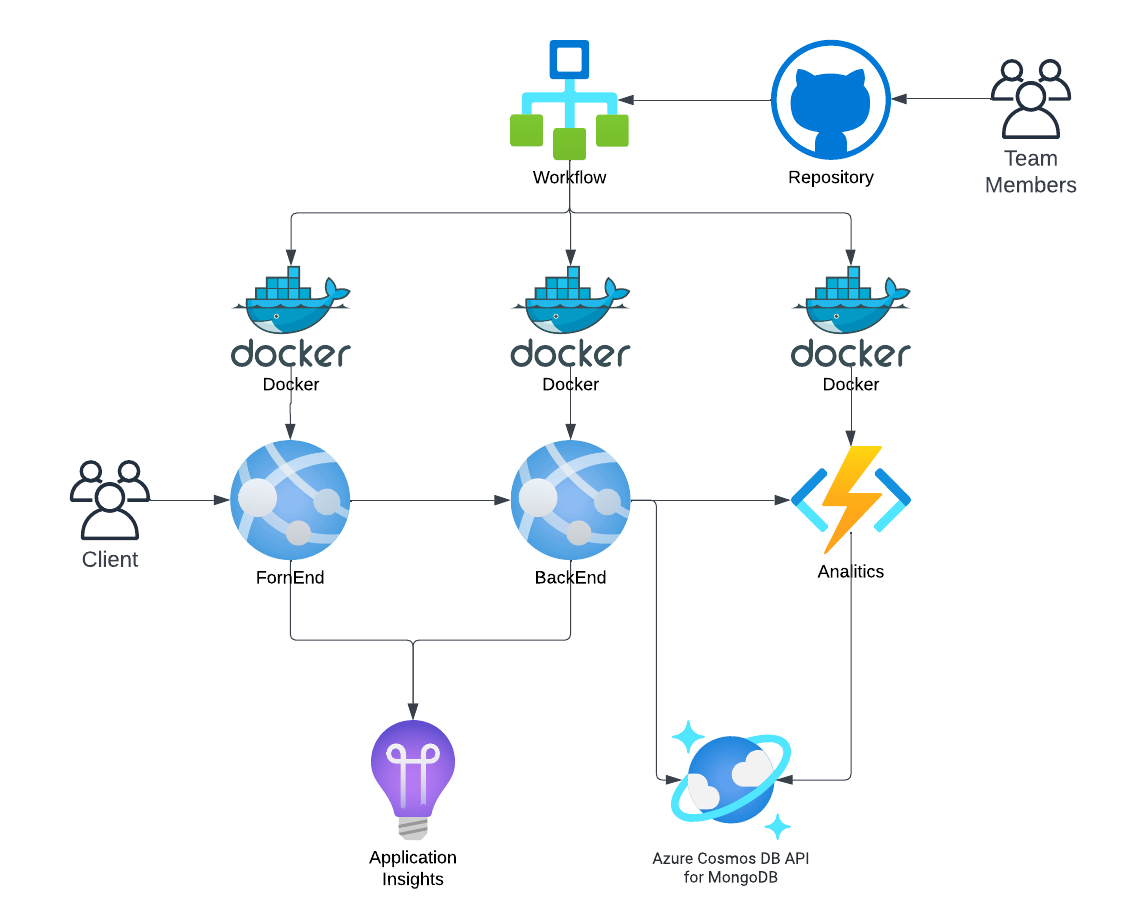 Workflow
Repository
Team
Members
docker
docker
docker
Docker
Docker
Docker
Client
FornEnd
BackEnd
Analitics
Application
Insights
Azure Cosmos DB API
for MongoDB